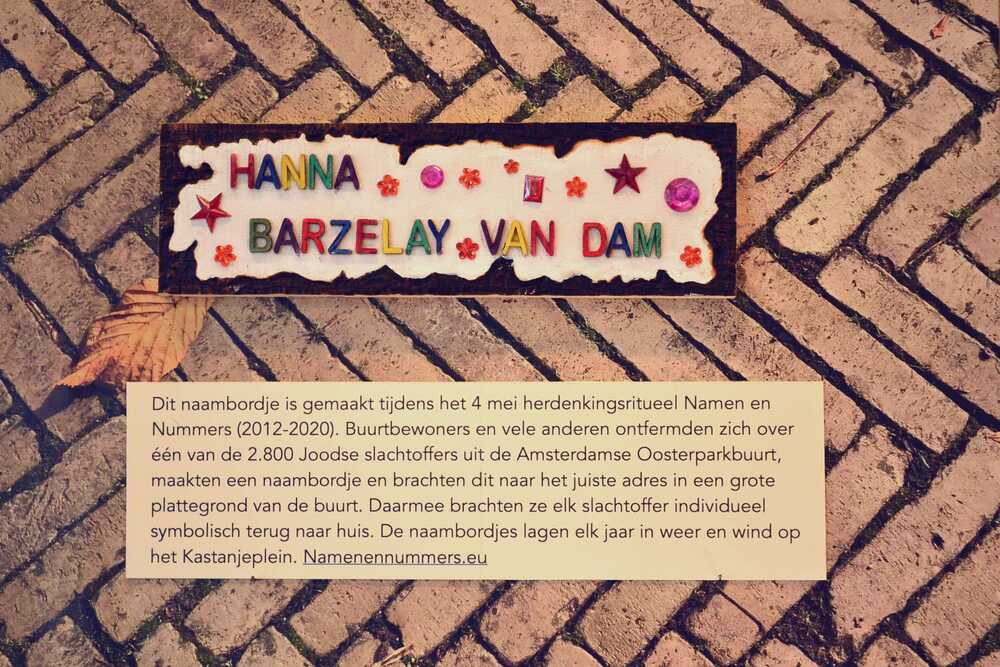 HANNA
BARZELAY VAN DAM
Dit naambordje is gemaakt tijdens het 4 mei herdenkingsritueel Namen en
Nummers (2012-2020). Buurtbewoners en vele anderen ontfermden zich over
één van de 2.800 Joodse slachtoffers uit de Amsterdamse Oosterparkbuurt,
maakten een naambordje en brachten dit naar het juiste adres in een grote
plattegrond van de buurt. Daarmee brachten ze elk slachtoffer individueel
symbolisch terug naar huis. De naambordjes lagen elk jaar in weer en wind op
het Kastanjeplein. Namenennummers.eu